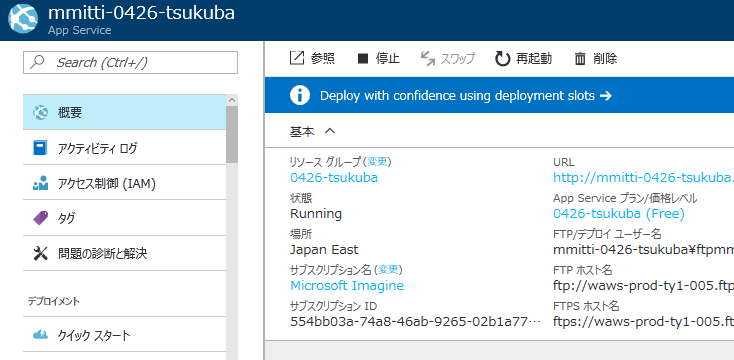 mmitti-0426-tsukuba
App Service
Search (Ctrl+/)
概要
アクティビティ ログ
アクセス制御 (IAM)
タグ
問題の診断と解決
デプロイメント
クイック スタート
参照 停止 スワップ 再起動 削除
Deploy with confidence using deployment slots →
基本
リソース グループ (変更)
0426-tsukuba
状態
Running
場所
Japan East
サブスクリプション名 (変更)
Microsoft Imagine
サブスクリプション ID
554bb03a-74a8-46ab-9265-02b1a77…
URL
http://mmitti-0426-tsukuba.
App Service プラン/価格レベル
0426-tsukuba (Free)
FTP/デプロイ ユーザー名
mmitti-0426-tsukuba¥ftpmm
FTP ホスト名
ftp://waws-prod-ty1-005.ftp
FTPS ホスト名
ftps://waws-prod-ty1-005.ft